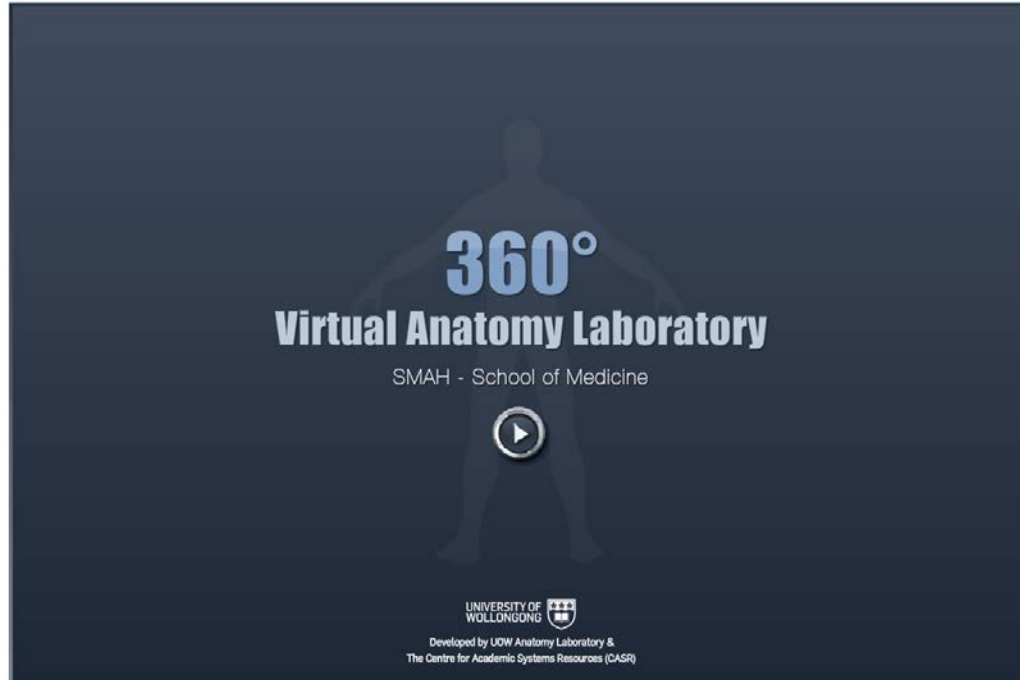 360°
Virtual Anatomy Laboratory
SMAH - School of Medicine
UNIVERSITY OF
WOLLONGONG
Developed by UOW Anatomy Laboratory &
The Centre for Academic Systems Resources (CASR)